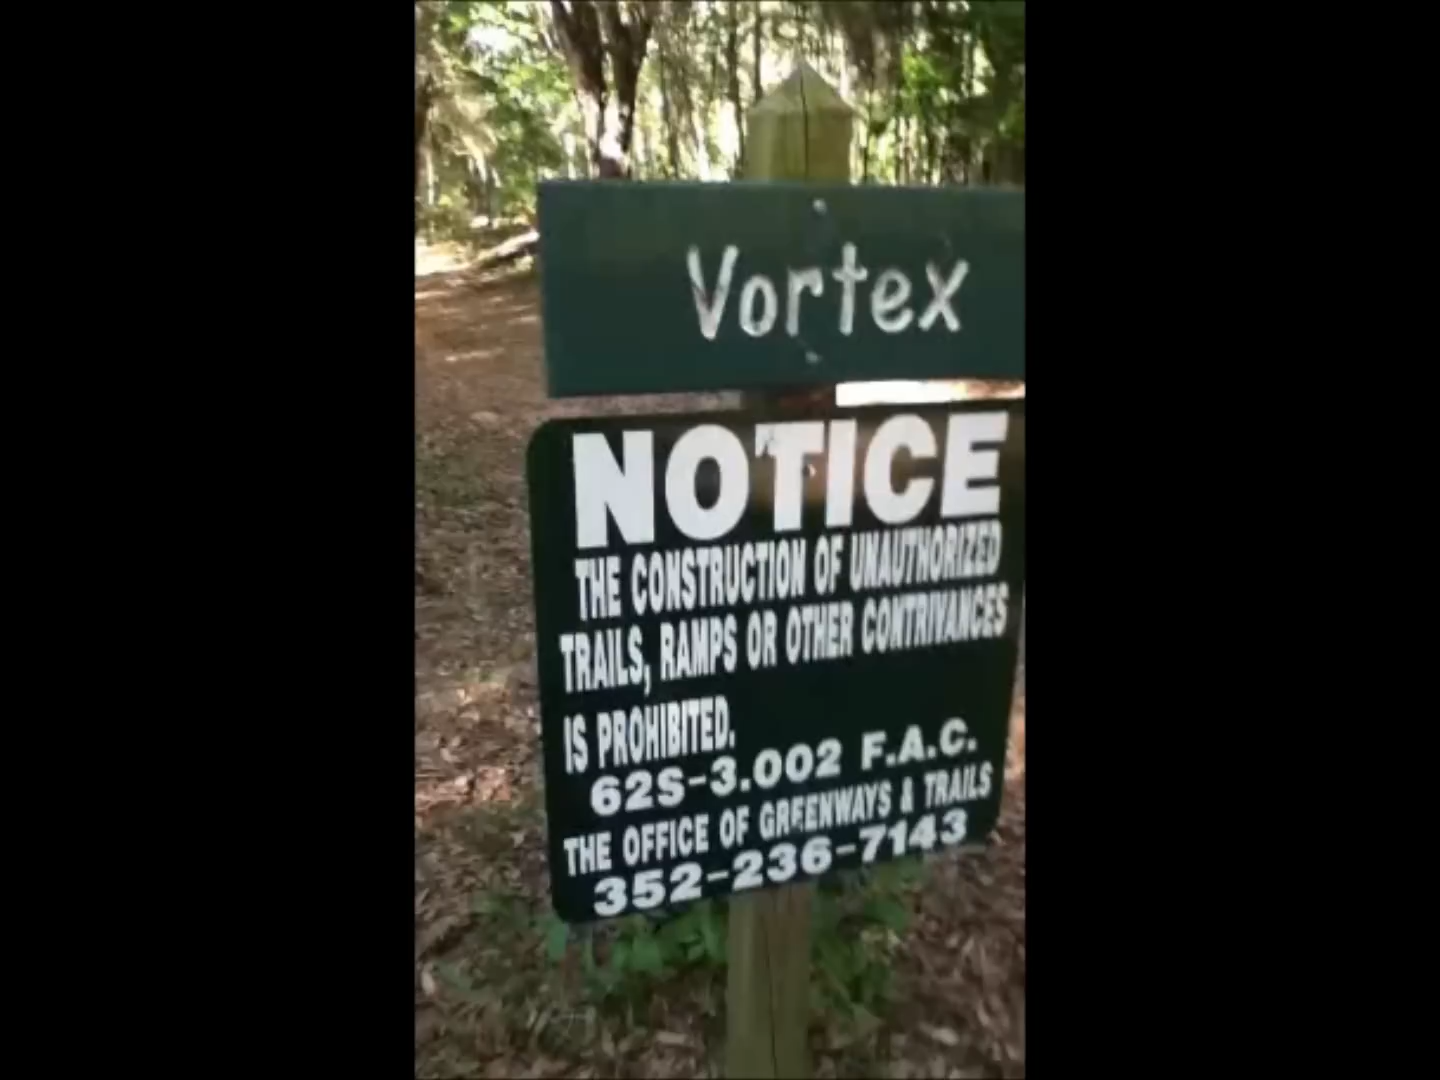 Vortex
NOTICE
THE CONSTRUCTION OF UNAUTHORIZED
TRAILS, RAMPS OR OTHER CONTRIVANCES
IS PROHIBITED.
62S-3.002 F.A.C.
THE OFFICE OF GREENWAYS & TRAILS
352-236-7143